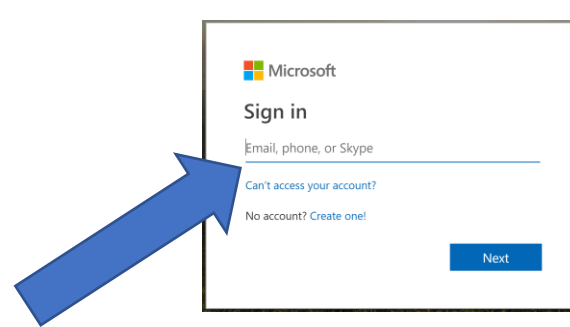 Microsoft
Sign in
Email, phone, or Skype
Can't access your account?
No account? Create one!
Next